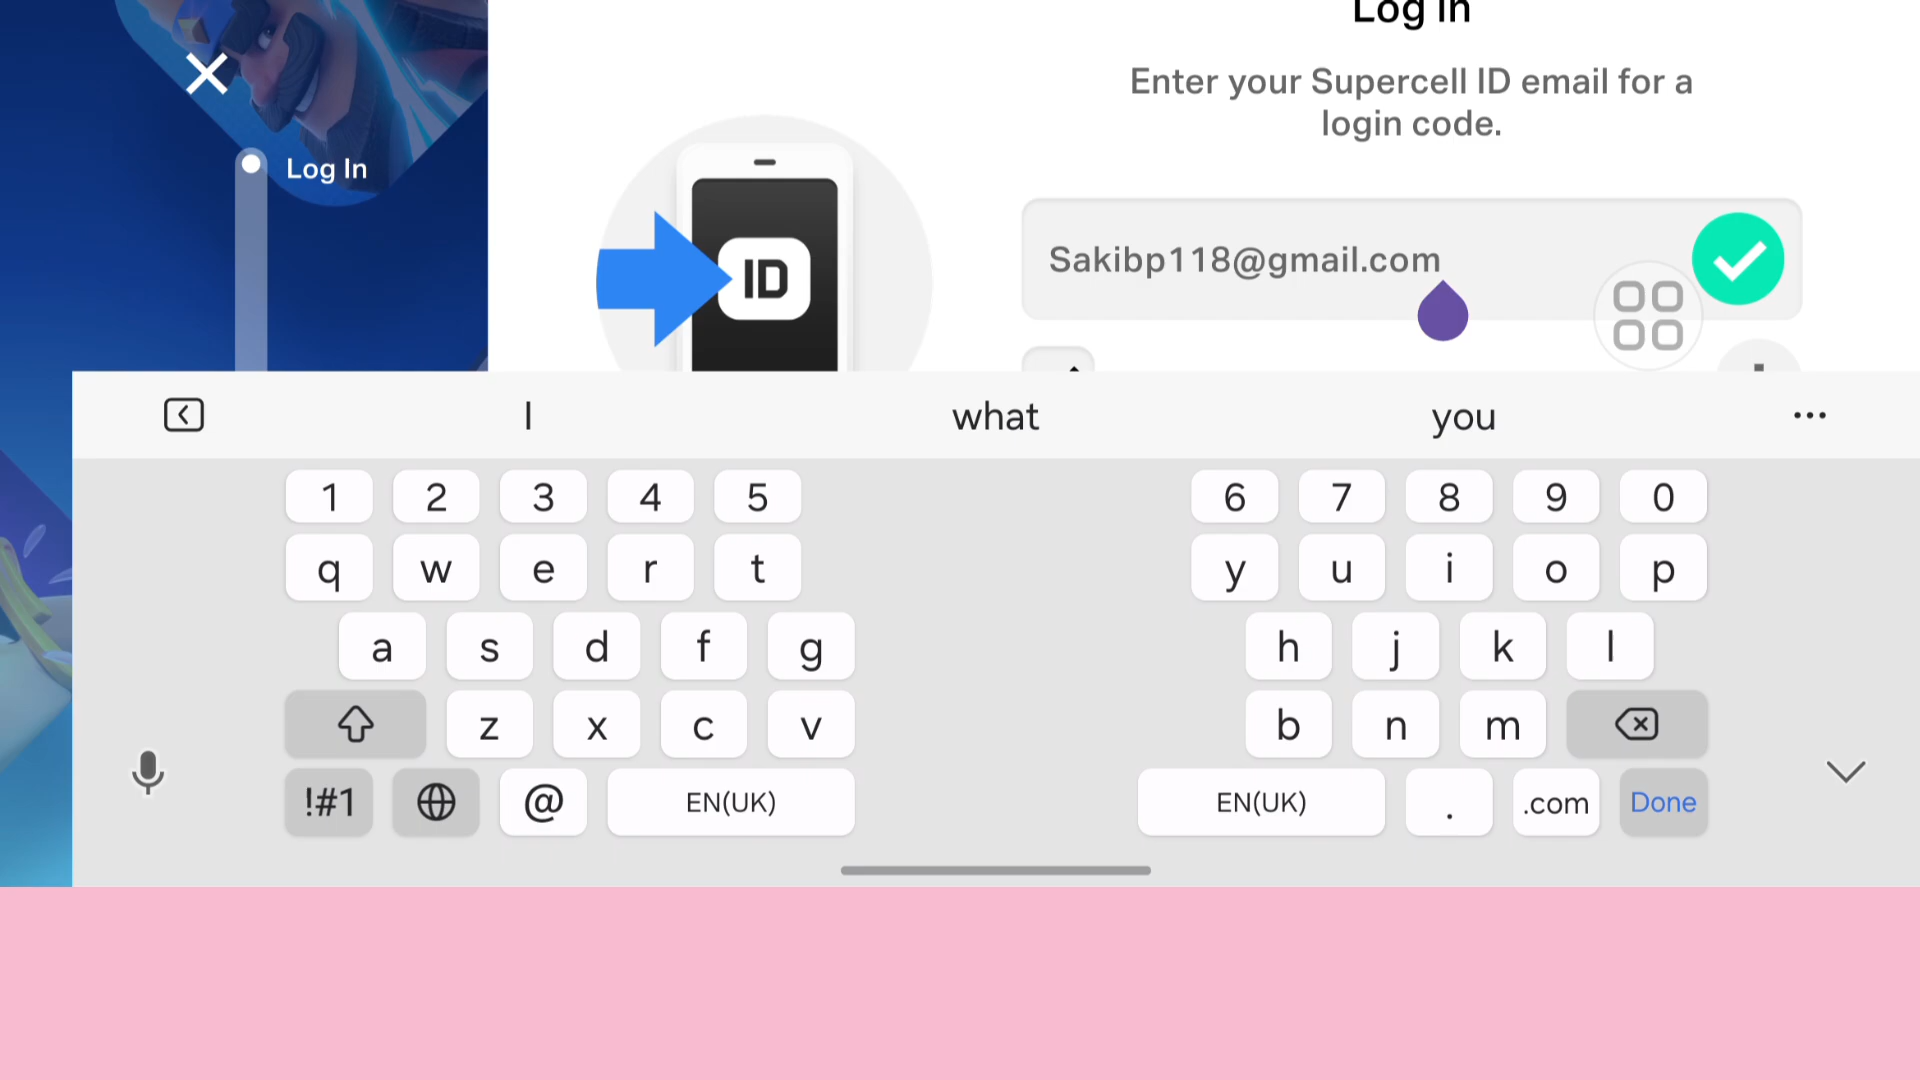 Log In
Enter your Supercell ID email for a
login code.
Log In
ID
Sakibp118@gmail.com
I what you
1 2 3 4 5 6 7 8 9 0
q w e r t y u i o p
a s d f g h j k l
z x c v b n m
!#1 @ EN(UK) EN(UK) . .com Done